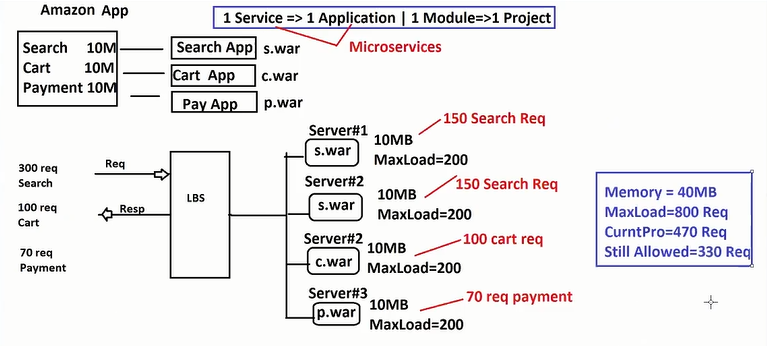 Amazon App
1 Service => 1 Application | 1 Module=>1 Project
Microservices
Search 10M
Cart 10M
Payment 10M
Search App s.war
Cart App c.war
Pay App p.war
300 req
Search
100 req
Cart
70 req
Payment
Req
Resp
LBS
Server#1
s.war
10MB
MaxLoad=200
150 Search Req
Server#2
s.war
10MB
MaxLoad=200
150 Search Req
Server#2
c.war
10MB
MaxLoad=200
100 cart req
Server#3
p.war
10MB
MaxLoad=200
70 req payment
Memory = 40MB
MaxLoad=800 Req
CurntPro=470 Req
Still Allowed=330 Req